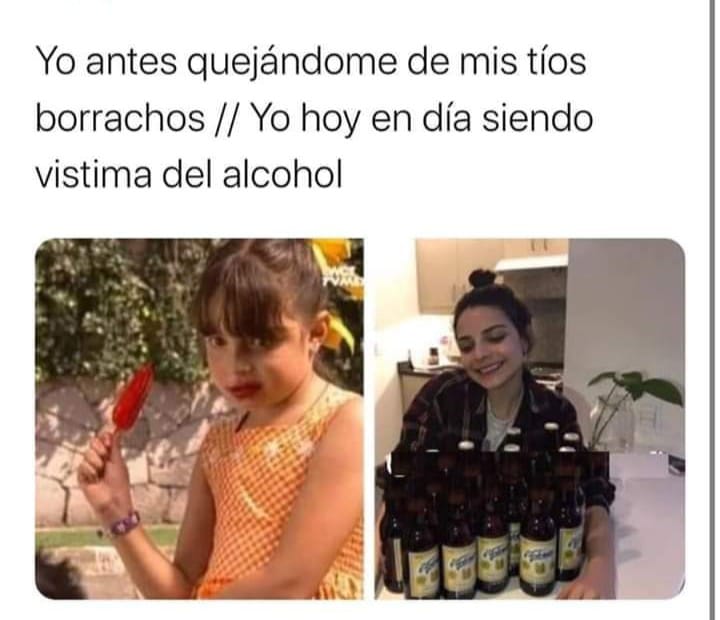 Yo antes quejándome de mis tíos
borrachos // Yo hoy en día siendo
vistima del alcohol